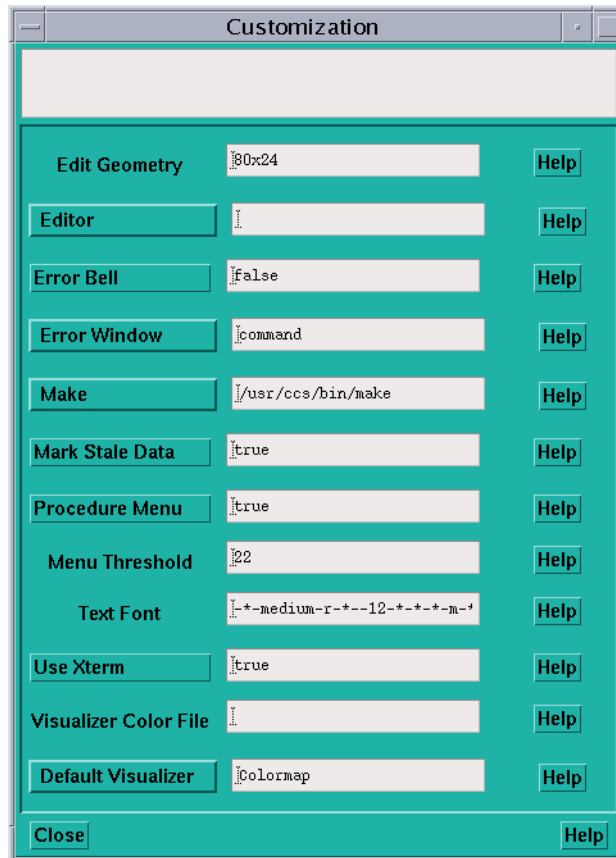 Customization
Edit Geometry 80x24 Help
Editor Help
Error Bell false Help
Error Window command Help
Make /usr/ccs/bin/make Help
Mark Stale Data true Help
Procedure Menu true Help
Menu Threshold 22 Help
Text Font -*-medium-r-*--12-*-*-*-m-* Help
Use Xterm true Help
Visualizer Color File Help
Default Visualizer Colormap Help
Close Help